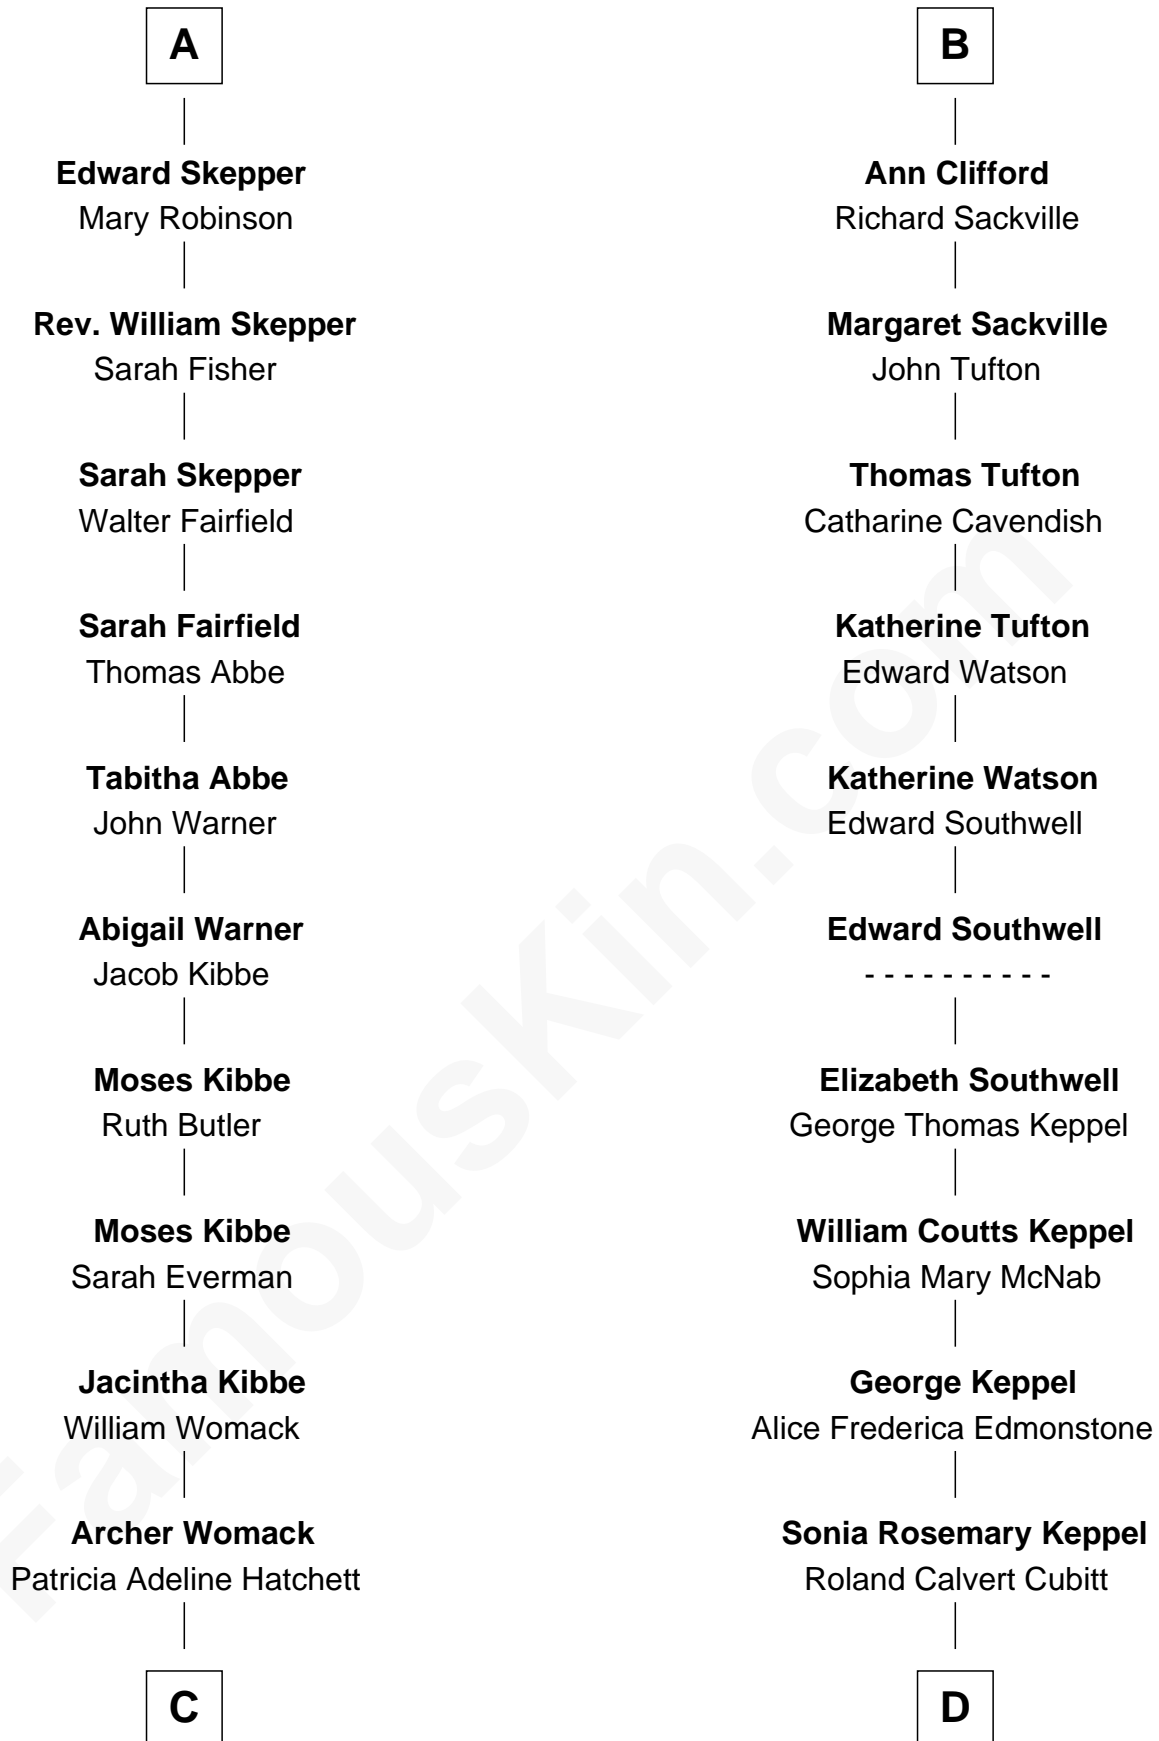 A
Edward Skepper
Mary Robinson
Rev. William Skepper
Sarah Fisher
Sarah Skepper
Walter Fairfield
Sarah Fairfield
Thomas Abbe
Tabitha Abbe
John Warner
Abigail Warner
Jacob Kibbe
Moses Kibbe
Ruth Butler
Moses Kibbe
Sarah Everman
Jacintha Kibbe
William Womack
Archer Womack
Patricia Adeline Hatchett
C
B
Ann Clifford
Richard Sackville
Margaret Sackville
John Tufton
Thomas Tufton
Catharine Cavendish
Katherine Tufton
Edward Watson
Katherine Watson
Edward Southwell
Edward Southwell
- - - - - - - - - -
Elizabeth Southwell
George Thomas Keppel
William Coutts Keppel
Sophia Mary McNab
George Keppel
Alice Frederica Edmonstone
Sonia Rosemary Keppel
Roland Calvert Cubitt
D
FamousKin.com